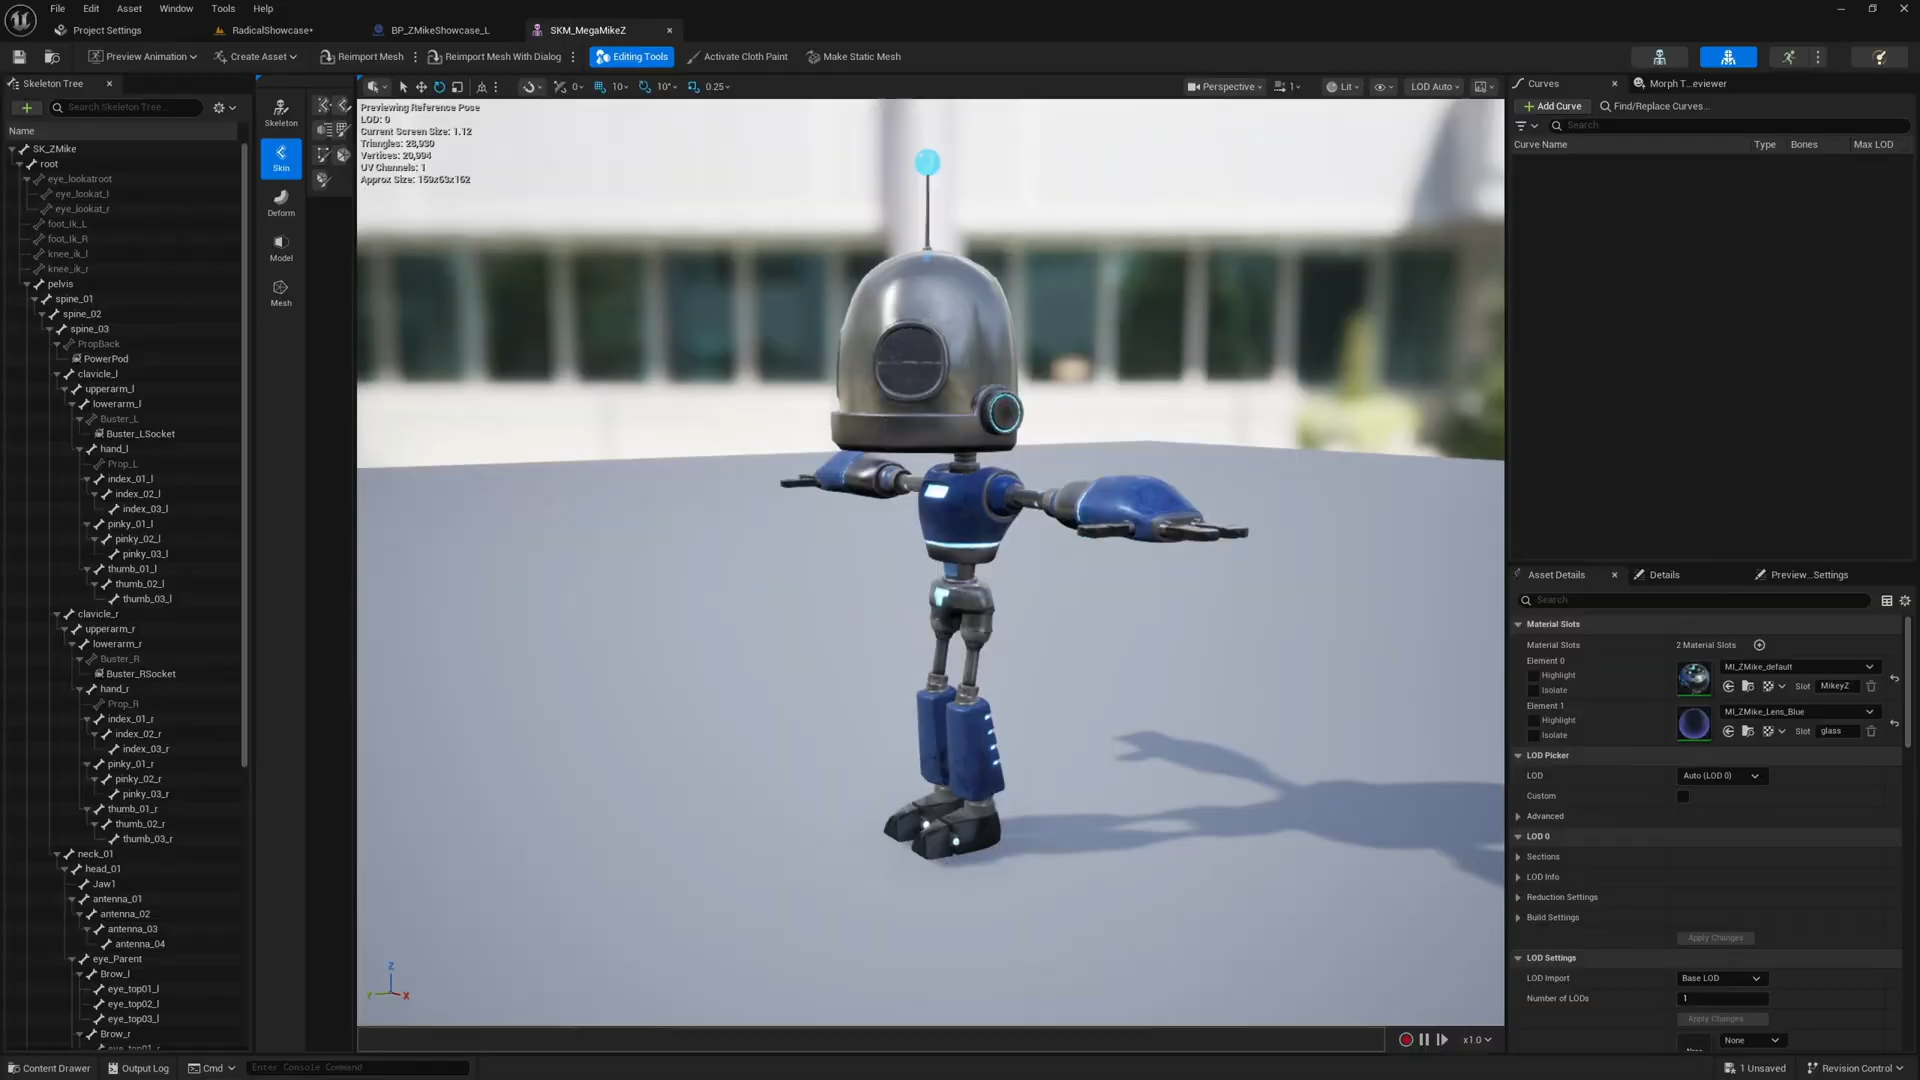 File Edit Asset Window Tools Help
Project Settings RadicalShowcase* BP_ZMikeShowcase_L SKM_MegaMikeZ
Preview Animation Create Asset Reimport Mesh Reimport Mesh With Dialog Editing Tools Activate Cloth Paint Make Static Mesh
Skeleton Tree
Search Skeleton Tree...
Name
SK_ZMike
root
eye_lookatroot
eye_lookat_l
eye_lookat_r
foot_Ik_L
foot_Ik_R
knee_ik_l
knee_ik_r
pelvis
spine_01
spine_02
spine_03
PropBack
PowerPod
clavicle_l
upperarm_l
lowerarm_l
Buster_L
Buster_LSocket
hand_l
Prop_L
index_01_l
index_02_l
index_03_l
pinky_01_l
pinky_02_l
pinky_03_l
thumb_01_l
thumb_02_l
thumb_03_l
clavicle_r
upperarm_r
lowerarm_r
Buster_R
Buster_RSocket
hand_r
Prop_R
index_01_r
index_02_r
index_03_r
pinky_01_r
pinky_02_r
pinky_03_r
thumb_01_r
thumb_02_r
thumb_03_r
neck_01
head_01
Jaw1
antenna_01
antenna_02
antenna_03
antenna_04
eye_Parent
Brow_l
eye_top01_l
eye_top02_l
eye_top03_l
Brow_r
eye_top01_r
Skeleton
Skin
Deform
Model
Mesh
0 10 10° 0.25 Perspective 1 Lit LOD Auto
Previewing Reference Pose
LOD: 0
Current Screen Size: 1.12
Triangles: 28,930
Vertices: 20,994
UV Channels: 1
Approx Size: 159x63x162
Z
Y X
x1.0
Curves Morph T...eviewer
Add Curve Find/Replace Curves...
Search
Curve Name Type Bones Max LOD
Asset Details Details Preview...Settings
Search
Material Slots
Material Slots 2 Material Slots
Element 0 MI_ZMike_default
Highlight
Isolate
Slot MikeyZ
Element 1 MI_ZMike_Lens_Blue
Highlight
Isolate
Slot glass
LOD Picker
LOD Auto (LOD 0)
Custom
Advanced
LOD 0
Sections
LOD Info
Reduction Settings
Build Settings
Apply Changes
LOD Settings
LOD Import Base LOD
Number of LODs 1
Apply Changes
None None
Content Drawer Output Log Cmd Enter Console Command 1 Unsaved Revision Control